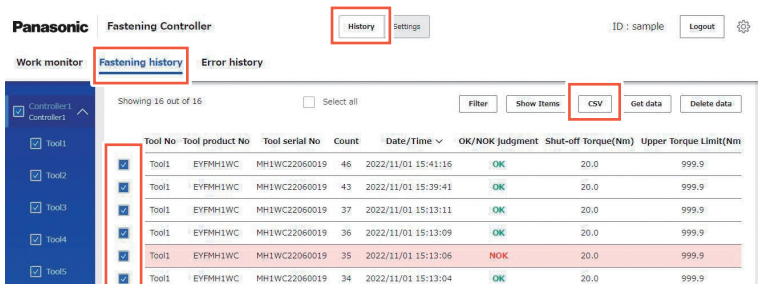 Panasonic Fastening Controller History Settings ID : sample Logout
Work monitor Fastening history Error history
Controller1
Controller1
Showing 16 out of 16 Select all Filter Show Items CSV Get data Delete data
Tool1
Tool2
Tool3
Tool4
Tool5
Tool No Tool product No Tool serial No Count Date/Time OK/NOK Judgment Shut-off Torque(Nm) Upper Torque Limit(Nm
Tool1 EYFMH1WC MH1WC22060019 46 2022/11/01 15:41:16 OK 20.0 999.9
Tool1 EYFMH1WC MH1WC22060019 43 2022/11/01 15:39:41 OK 20.0 999.9
Tool1 EYFMH1WC MH1WC22060019 37 2022/11/01 15:13:11 OK 20.0 999.9
Tool1 EYFMH1WC MH1WC22060019 36 2022/11/01 15:13:09 OK 20.0 999.9
Tool1 EYFMH1WC MH1WC22060019 35 2022/11/01 15:13:06 NOK 20.0 999.9
Tool1 EYFMH1WC MH1WC22060019 34 2022/11/01 15:13:04 OK 20.0 999.9